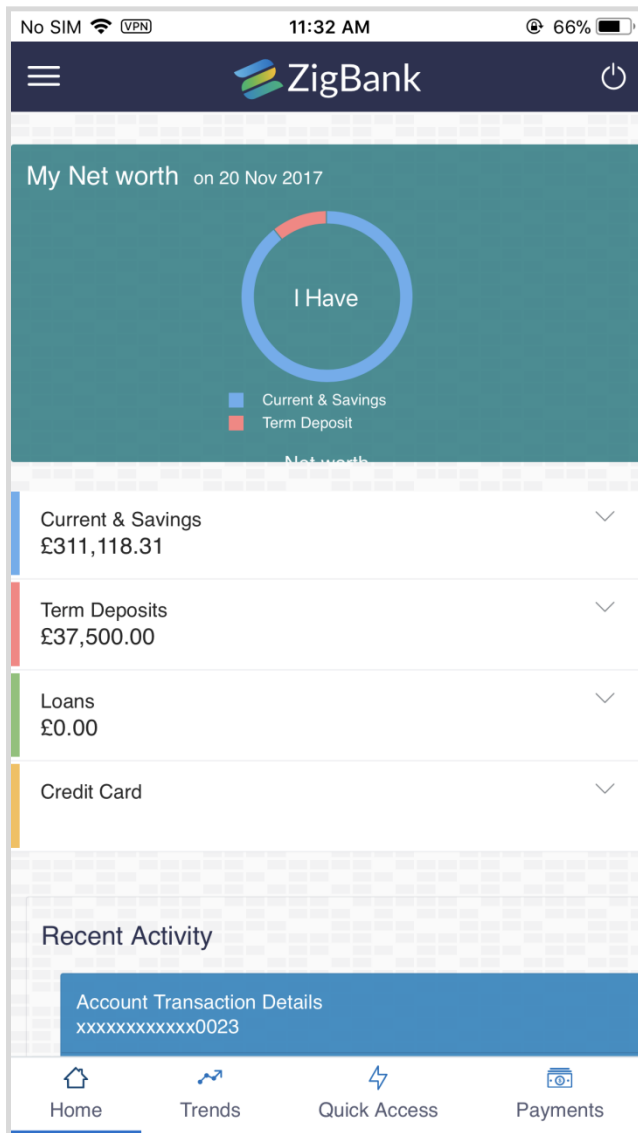 No SIM VPN 11:32 AM 66%
ZigBank
My Net worth on 20 Nov 2017
I Have
Current & Savings
Term Deposit
Net worth
Current & Savings
£311,118.31
Term Deposits
£37,500.00
Loans
£0.00
Credit Card
Recent Activity
Account Transaction Details
xxxxxxxxxxxx0023
Home Trends Quick Access Payments